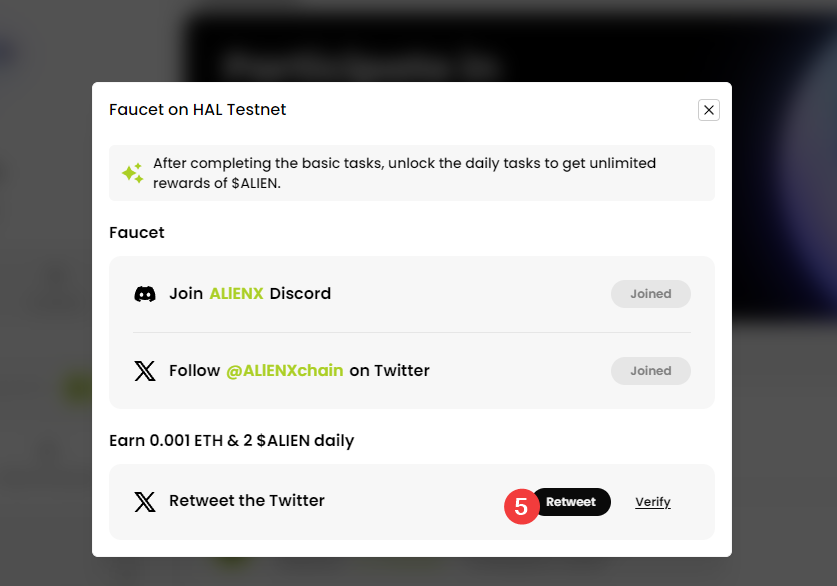 Participate in
Faucet on HAL Testnet
After completing the basic tasks, unlock the daily tasks to get unlimited
rewards of $ALIEN.
Faucet
Join ALIENX Discord
Joined
Follow @ALIENXchain on Twitter
Joined
Earn 0.001 ETH & 2 $ALIEN daily
Retweet the Twitter
5
Retweet
Verify